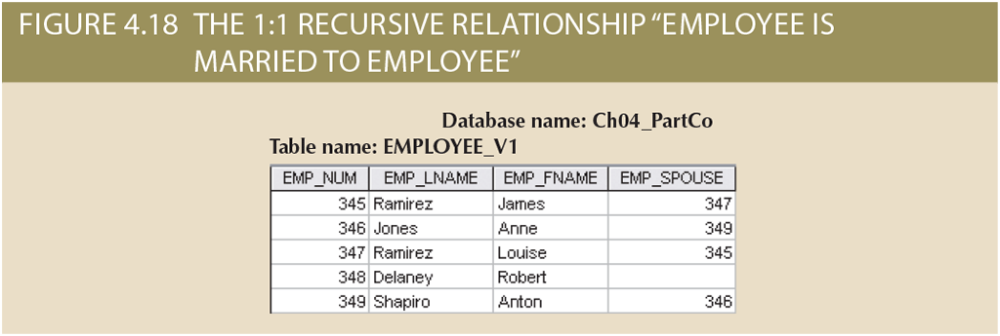 FIGURE 4.18 THE 1:1 RECURSIVE RELATIONSHIP “EMPLOYEE IS
MARRIED TO EMPLOYEE”
Database name: Ch04_PartCo
Table name: EMPLOYEE_V1
EMP_NUM EMP_LNAME EMP_FNAME EMP_SPOUSE
345 Ramirez James 347
346 Jones Anne 349
347 Ramirez Louise 345
348 Delaney Robert
349 Shapiro Anton 346